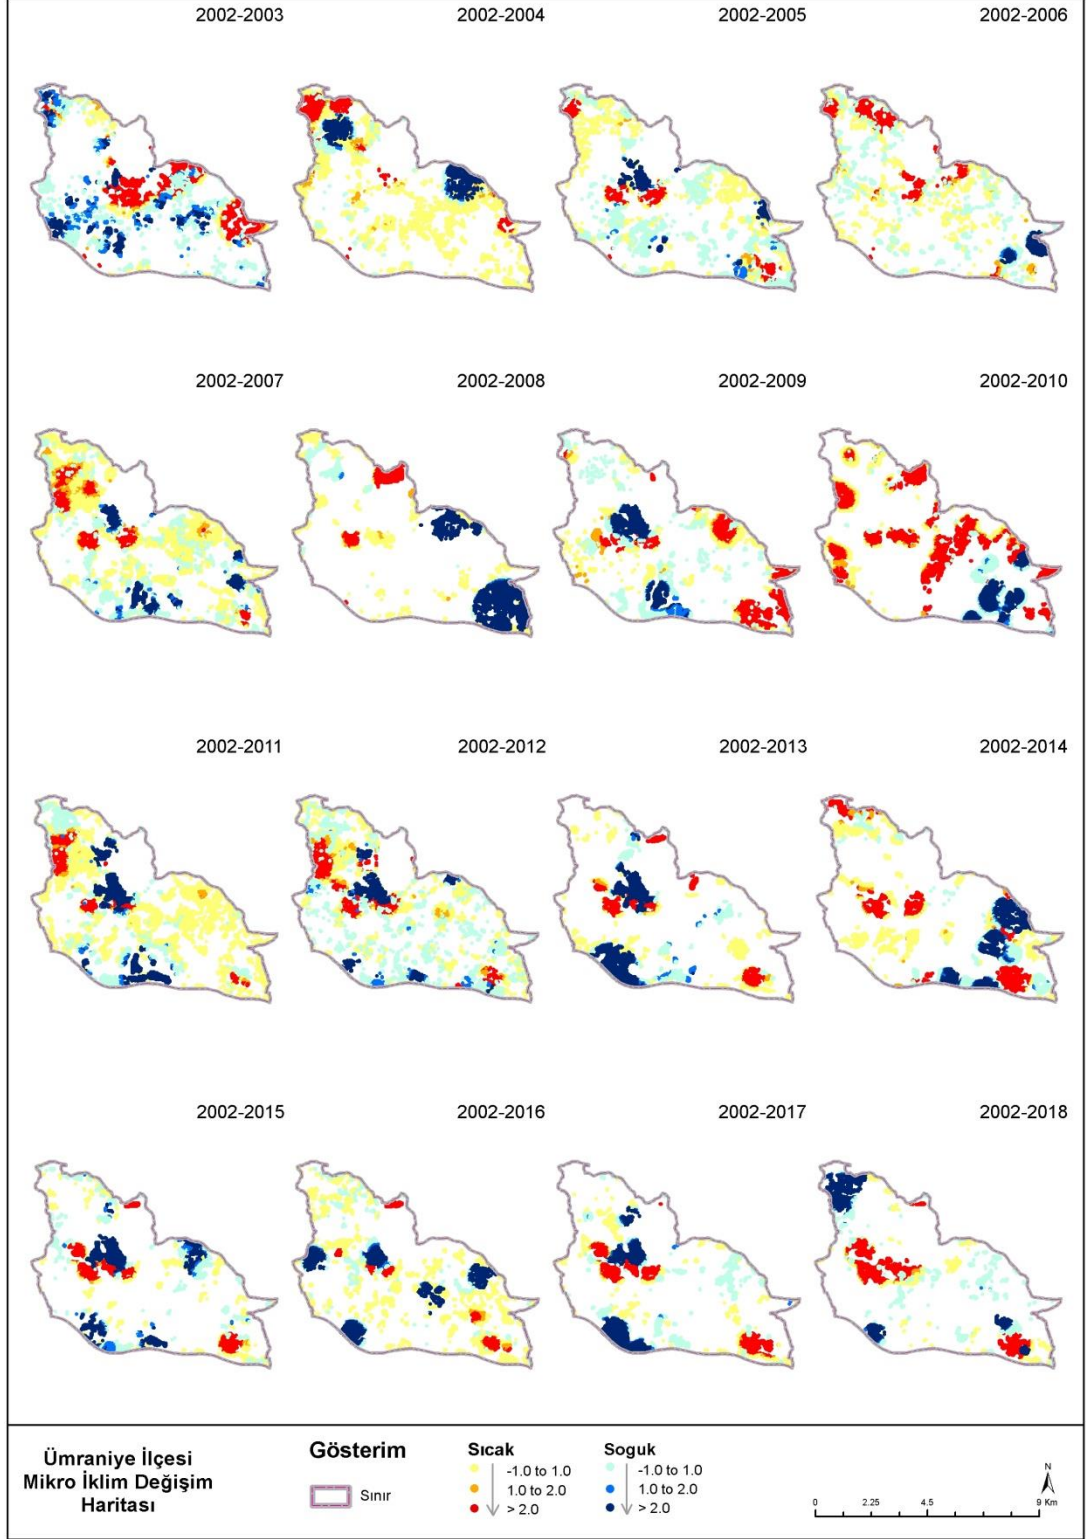 2002-2003 2002-2004 2002-2005 2002-2006
2002-2007 2002-2008 2002-2009 2002-2010
2002-2011 2002-2012 2002-2013 2002-2014
2002-2015 2002-2016 2002-2017 2002-2018
Ümraniye İlçesi
Mikro İklim Değişim
Haritası
Gösterim
Sınır
Sıcak
-1.0 to 1.0
1.0 to 2.0
> 2.0
Soguk
-1.0 to 1.0
1.0 to 2.0
> 2.0
N
0 2.25 4.5 9 Km